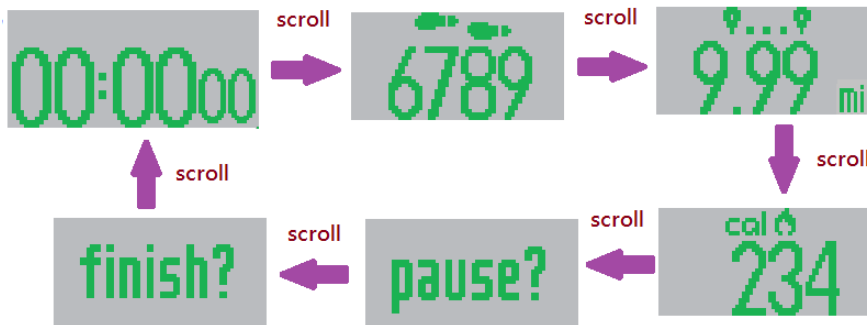 scroll
00:0000
6789
scroll
9.99 mi
scroll
cal
234
scroll
pause?
scroll
finish?
scroll